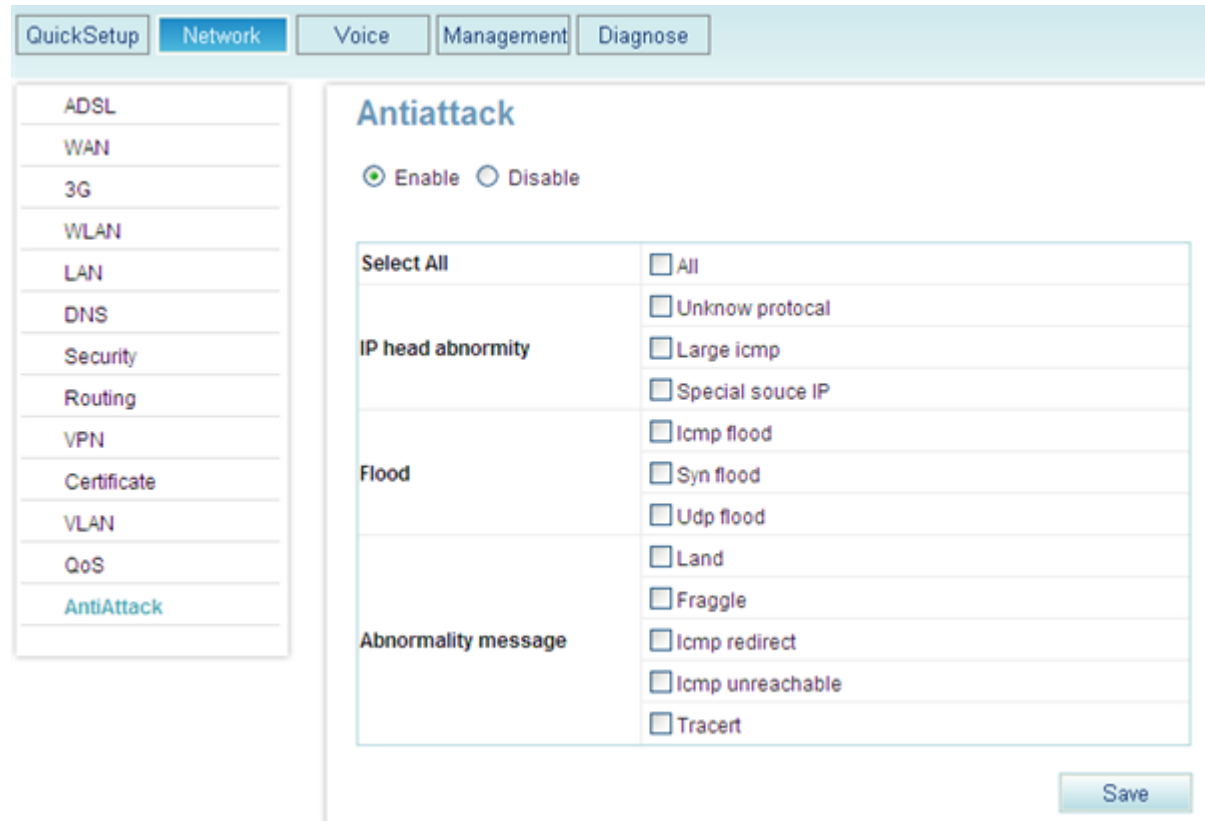 QuickSetup Network Voice Management Diagnose
ADSL
WAN
3G
WLAN
LAN
DNS
Security
Routing
VPN
Certificate
VLAN
QoS
AntiAttack
Antiattack
Enable Disable
Select All All
IP head abnormity
Unknow protocal
Large icmp
Special souce IP
Flood
Icmp flood
Syn flood
Udp flood
Abnormality message
Land
Fraggle
Icmp redirect
Icmp unreachable
Tracert
Save